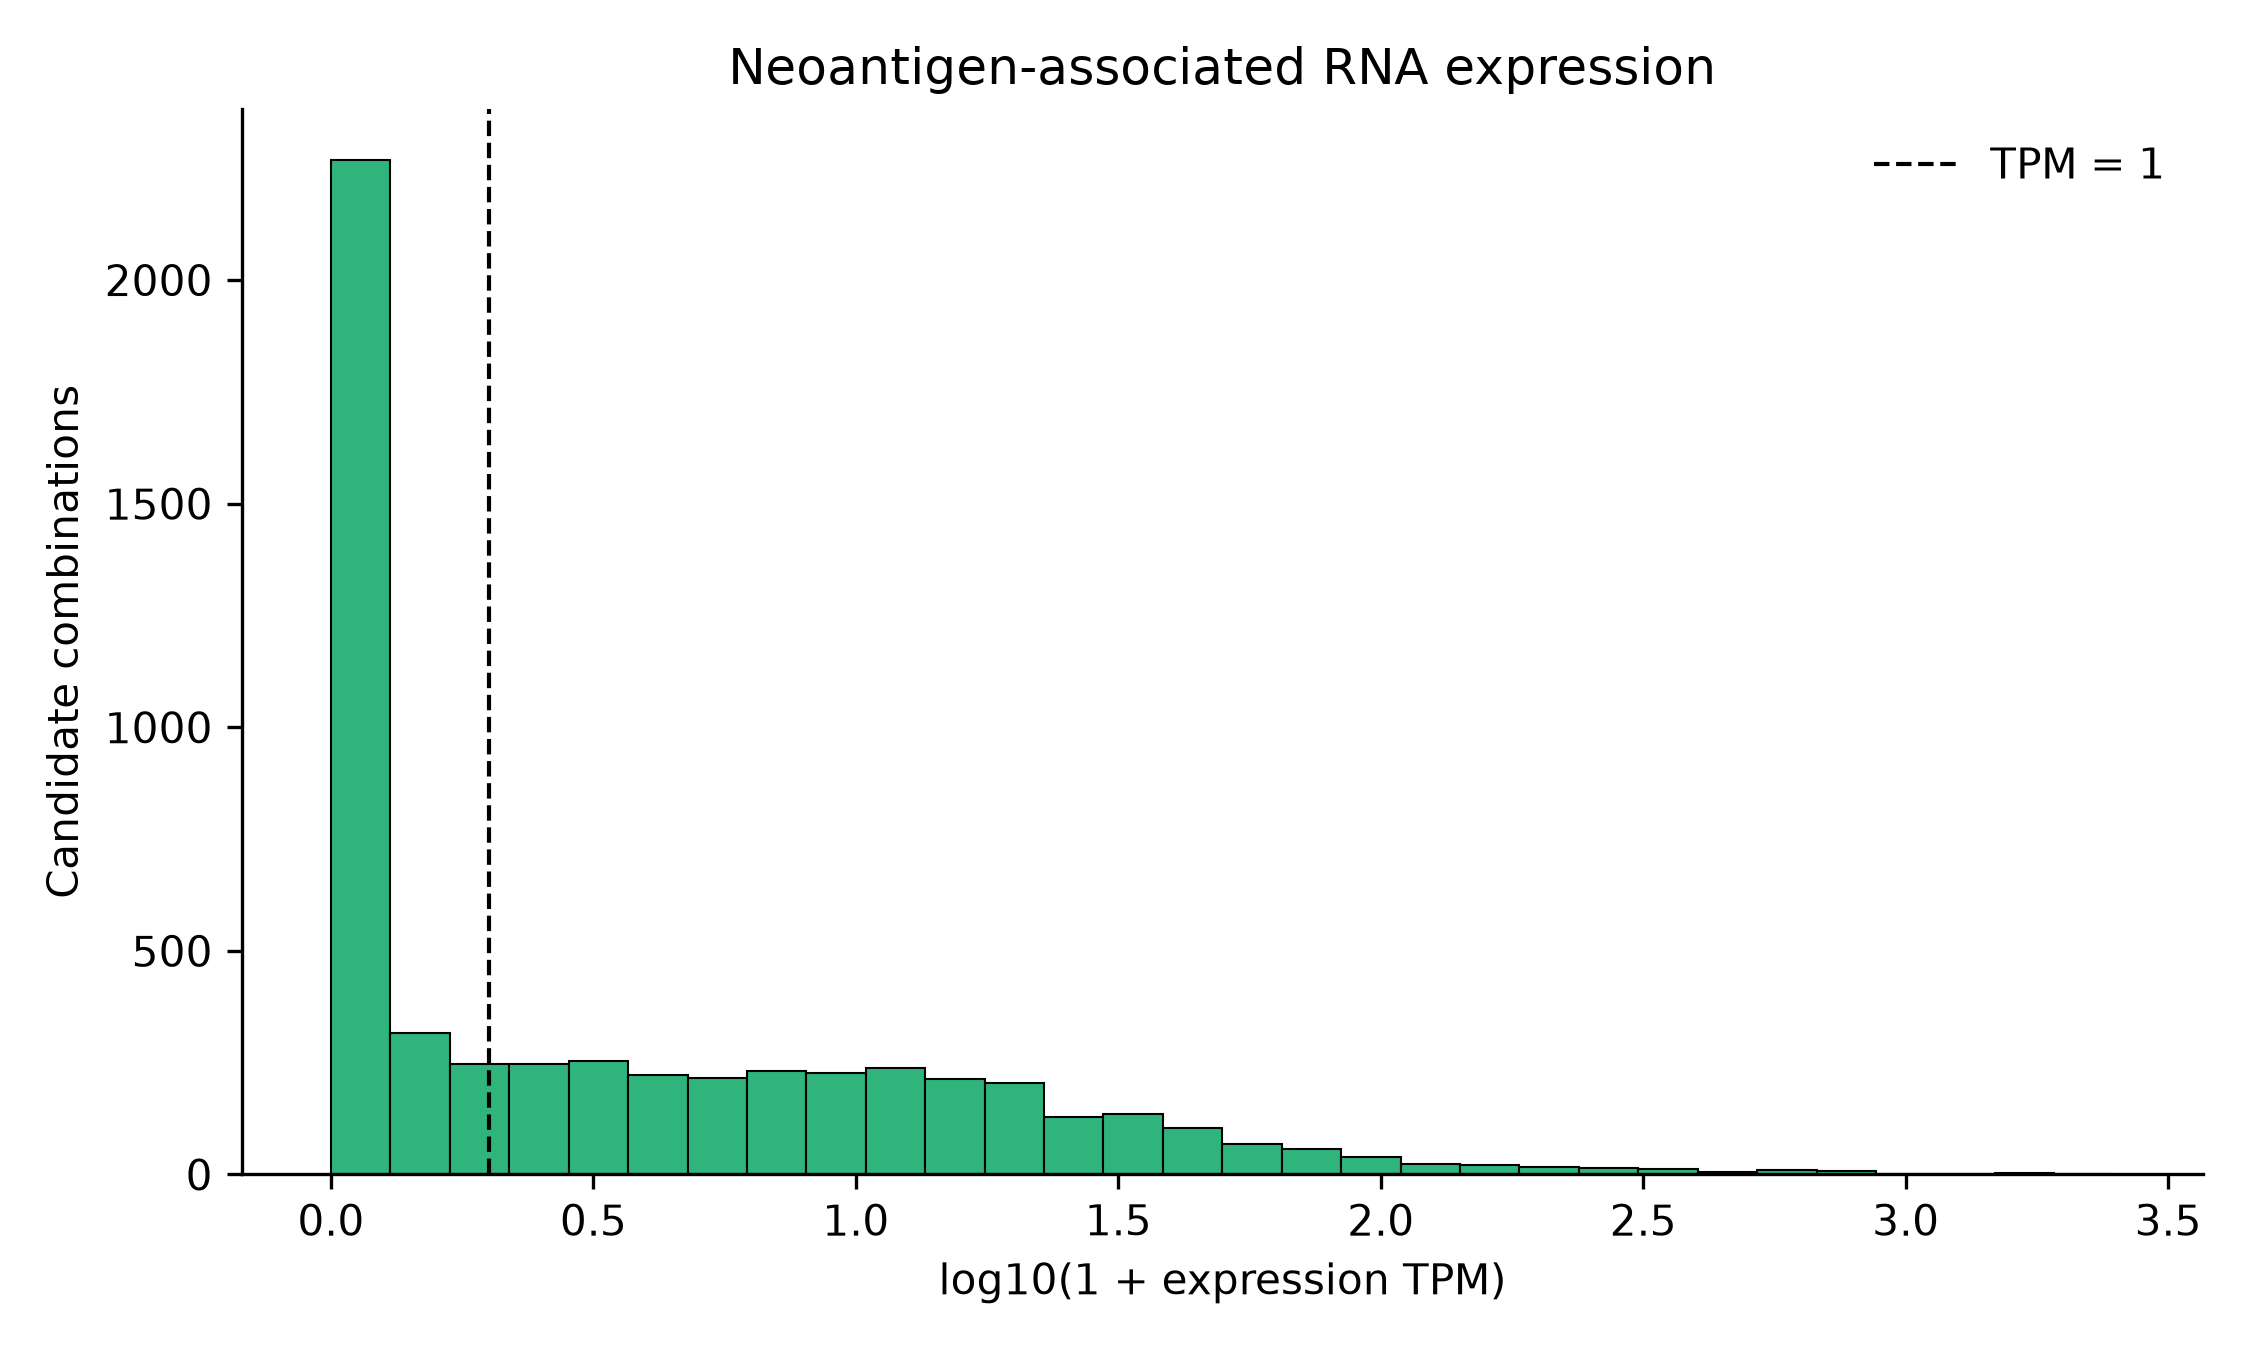 Neoantigen-associated RNA expression
TPM = 1
Candidate combinations
2000
1500
1000
500
0
0.0 0.5 1.0 1.5 2.0 2.5 3.0 3.5
log10(1 + expression TPM)